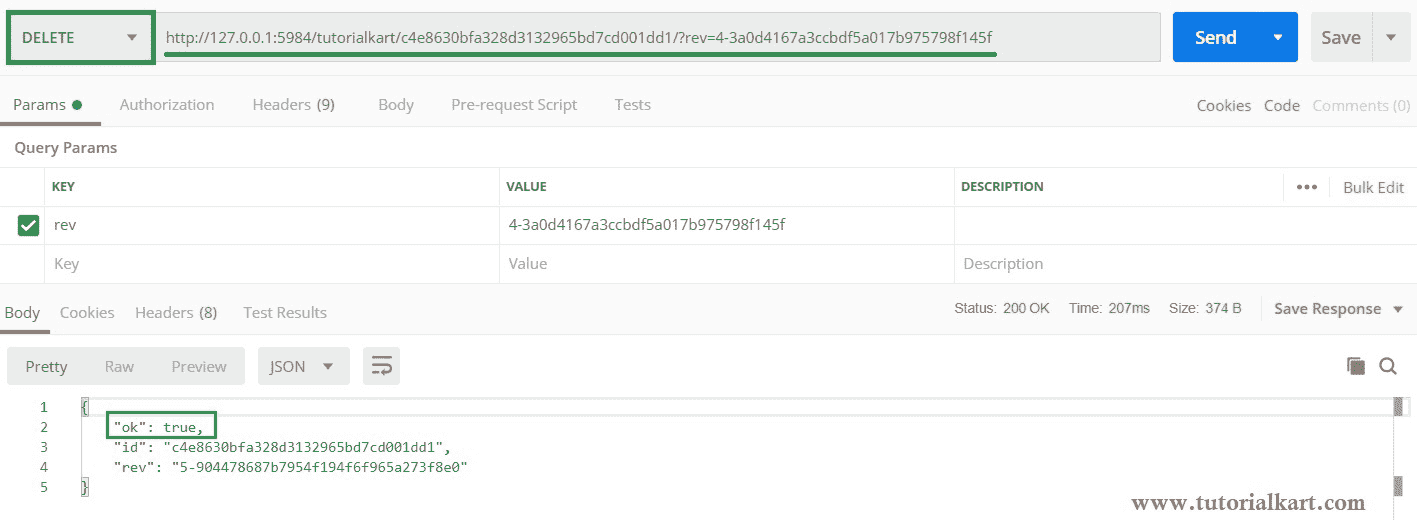 DELETE http://127.0.0.1:5984/tutorialkart/c4e8630bfa328d3132965bd7cd001dd1/?rev=4-3a0d4167a3ccbdf5a017b975798f145f Send Save
Params Authorization Headers (9) Body Pre-request Script Tests Cookies Code Comments (0)
Query Params
KEY VALUE DESCRIPTION ••• Bulk Edit
rev 4-3a0d4167a3ccbdf5a017b975798f145f
Key Value Description
Body Cookies Headers (8) Test Results Status: 200 OK Time: 207ms Size: 374 B Save Response
Pretty Raw Preview JSON
1 {
2 "ok": true,
3 "id": "c4e8630bfa328d3132965bd7cd001dd1",
4 "rev": "5-904478687b7954f194f6f965a273f8e0"
5 }
www.tutorialkart.com